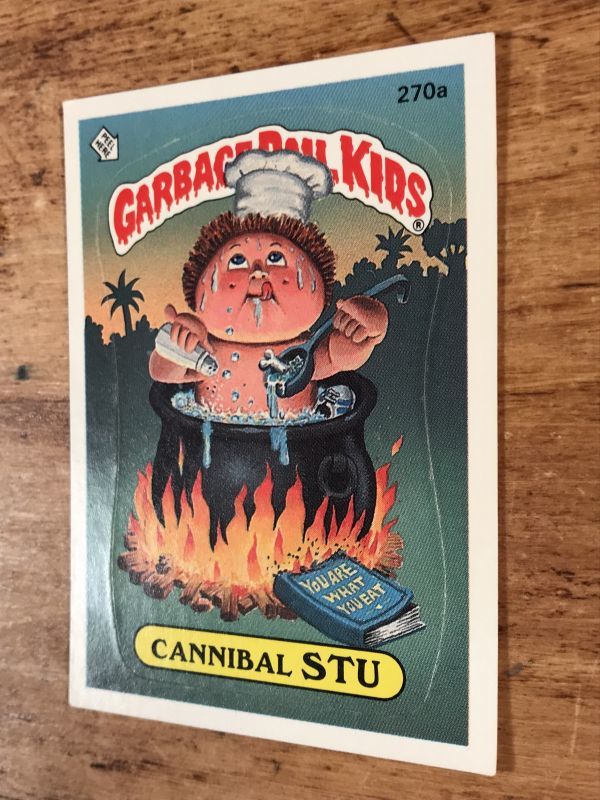 270a
PEEL
HERE
GARBAGE PAIL KIDS®
YOU ARE
WHAT
YOU EAT
CANNIBAL STU